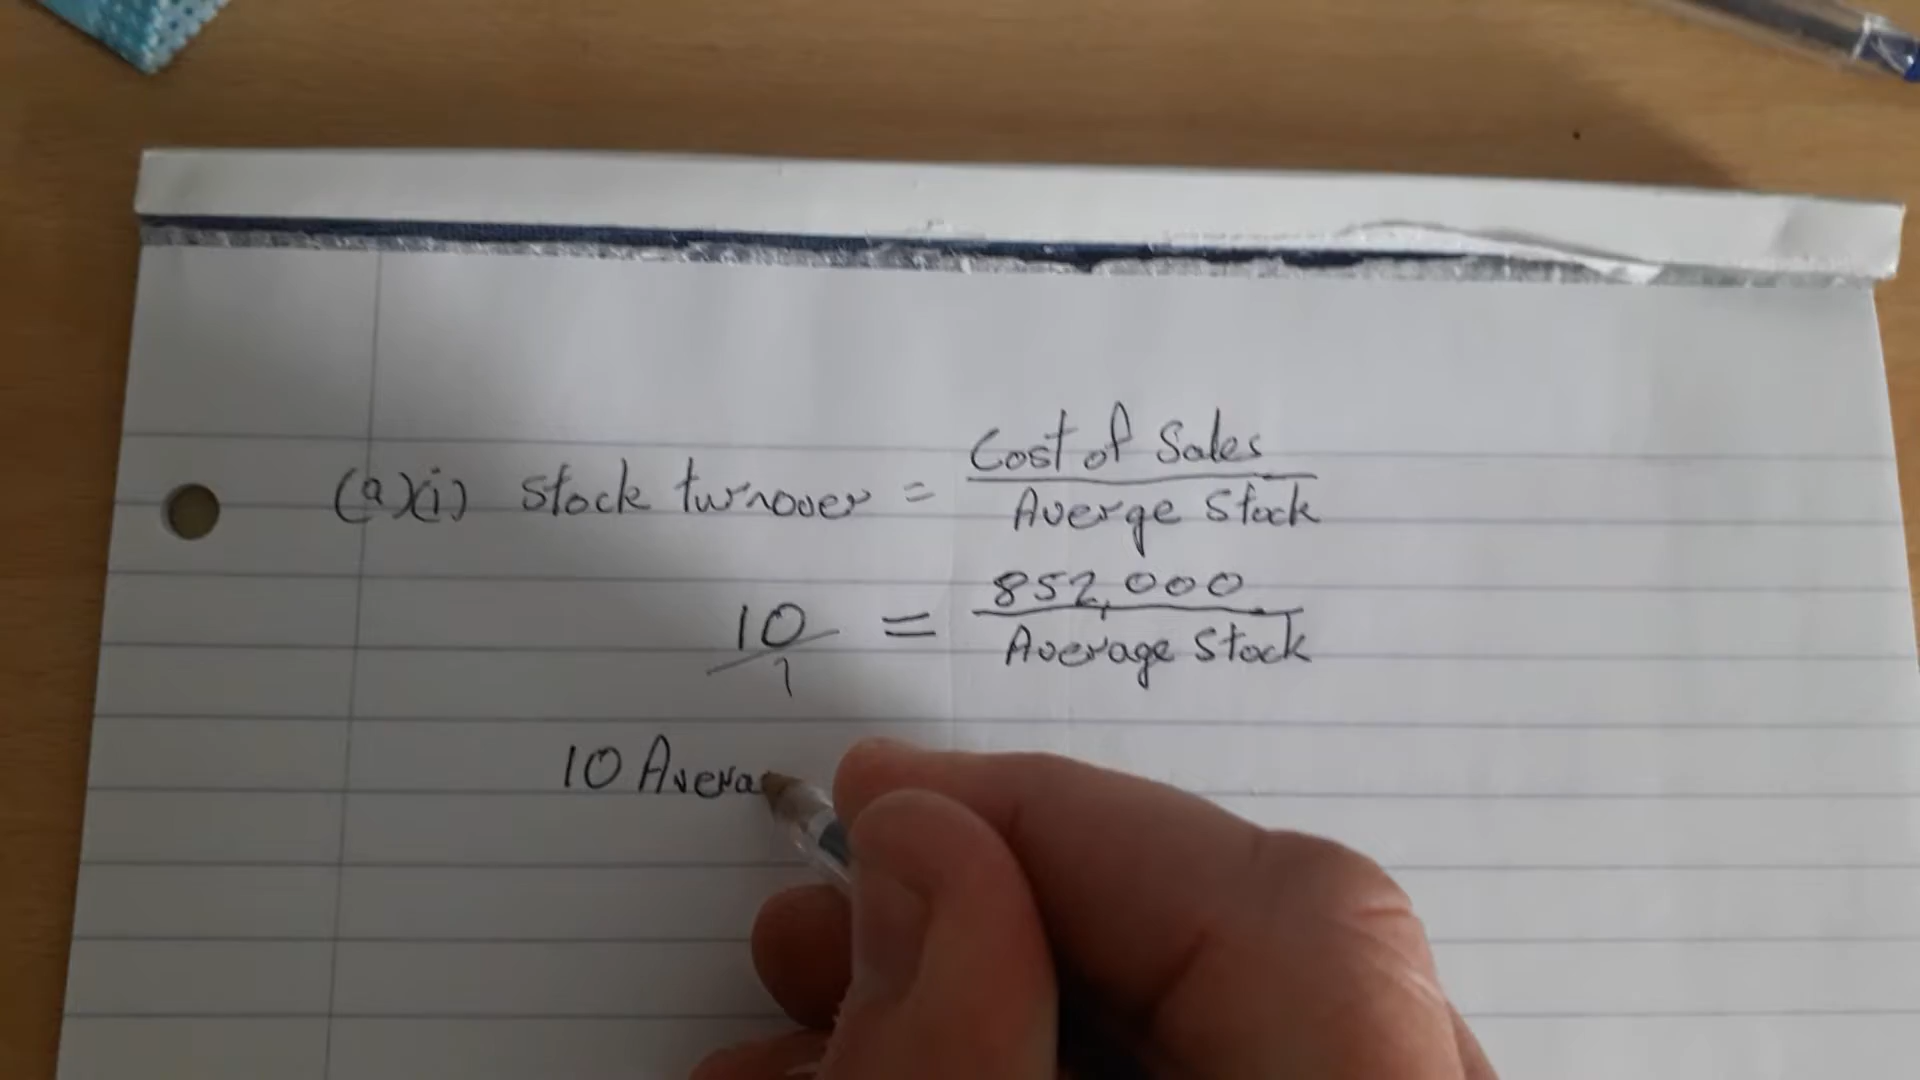 (a)(i) Stock turnover = Cost of Sales / Averge Stock
10 / 1 = 852,000 / Average Stock
10 Avera